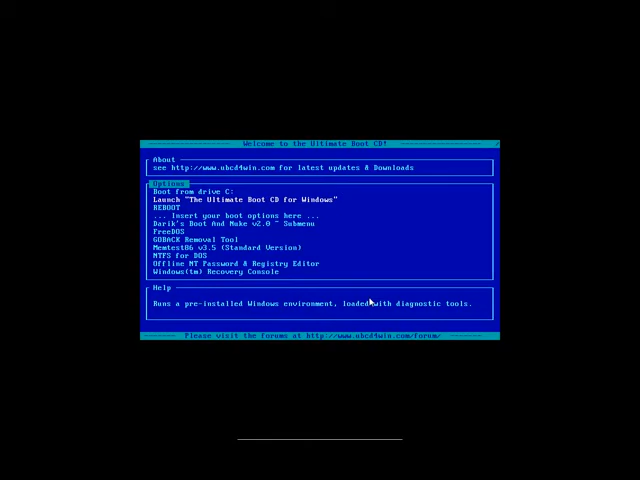 Welcome to the Ultimate Boot CD!
About
see http://www.ubcd4win.com for latest updates & Downloads
Options
Boot from drive C:
Launch "The Ultimate Boot CD for Windows"
REBOOT
... Insert your boot options here ...
Darik's Boot And Nuke v2.0 ~ Submenu
FreeDOS
GOBACK Removal Tool
Memtest86 v3.5 (Standard Version)
NTFS for DOS
Offline NT Password & Registry Editor
Windows(tm) Recovery Console
Help
Runs a pre-installed Windows environment, loaded with diagnostic tools.
Please visit the forums at http://www.ubcd4win.com/forum/